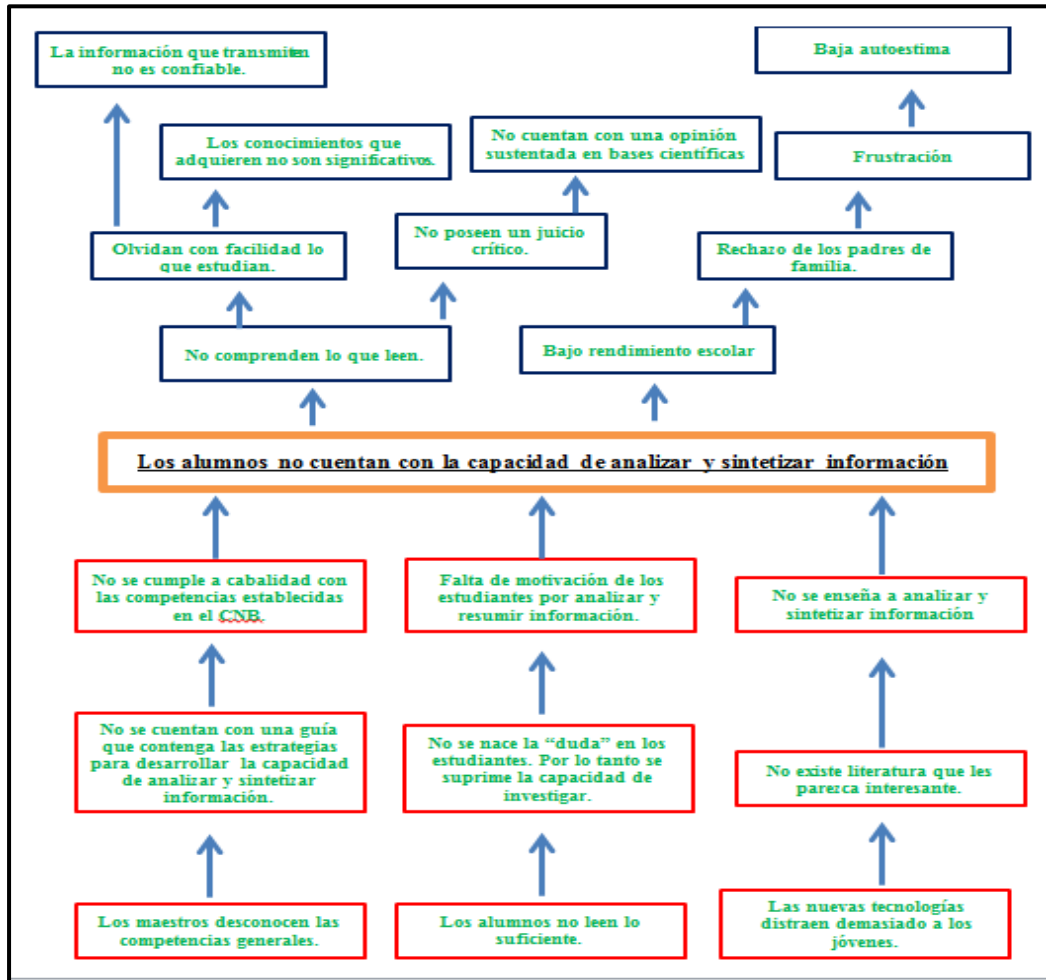 La información que transmiten
no es confiable.
Baja autoestima
Los conocimientos que
adquieren no son significativos.
No cuentan con una opinión
sustentada en bases científicas
Frustración
Olvidan con facilidad lo
que estudian.
No poseen un juicio
crítico.
Rechazo de los padres de
familia.
No comprenden lo que leen.
Bajo rendimiento escolar
Los alumnos no cuentan con la capacidad de analizar y sintetizar información
No se cumple a cabalidad con
las competencias establecidas
en el CNB.
Falta de motivación de los
estudiantes por analizar y
resumir información.
No se enseña a analizar y
sintetizar información
No se cuentan con una guía
que contenga las estrategias
para desarrollar la capacidad
de analizar y sintetizar
información.
No se nace la “duda” en los
estudiantes. Por lo tanto se
suprime la capacidad de
investigar.
No existe literatura que les
parezca interesante.
Los maestros desconocen las
competencias generales.
Los alumnos no leen lo
suficiente.
Las nuevas tecnologías
distraen demasiado a los
jóvenes.